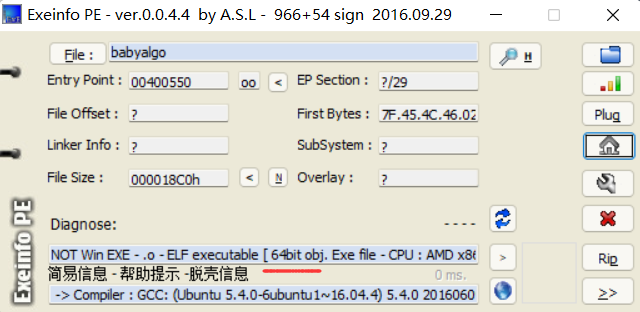 Exeinfo PE - ver.0.0.4.4 by A.S.L - 966+54 sign 2016.09.29
File : babyalgo H
Entry Point : 00400550 oo < EP Section : ?/29
File Offset : ? First Bytes : 7F.45.4C.46.02 Plug
Linker Info : ? SubSystem : ?
File Size : 000018C0h < N Overlay : ?
Diagnose: ----
NOT Win EXE - .o - ELF executable [ 64bit obj. Exe file - CPU : AMD x86 > Rip
简易信息 - 帮助提示 -脱壳信息 0 ms.
-> Compiler : GCC: (Ubuntu 5.4.0-6ubuntu1~16.04.4) 5.4.0 2016060 >>
Exeinfo PE